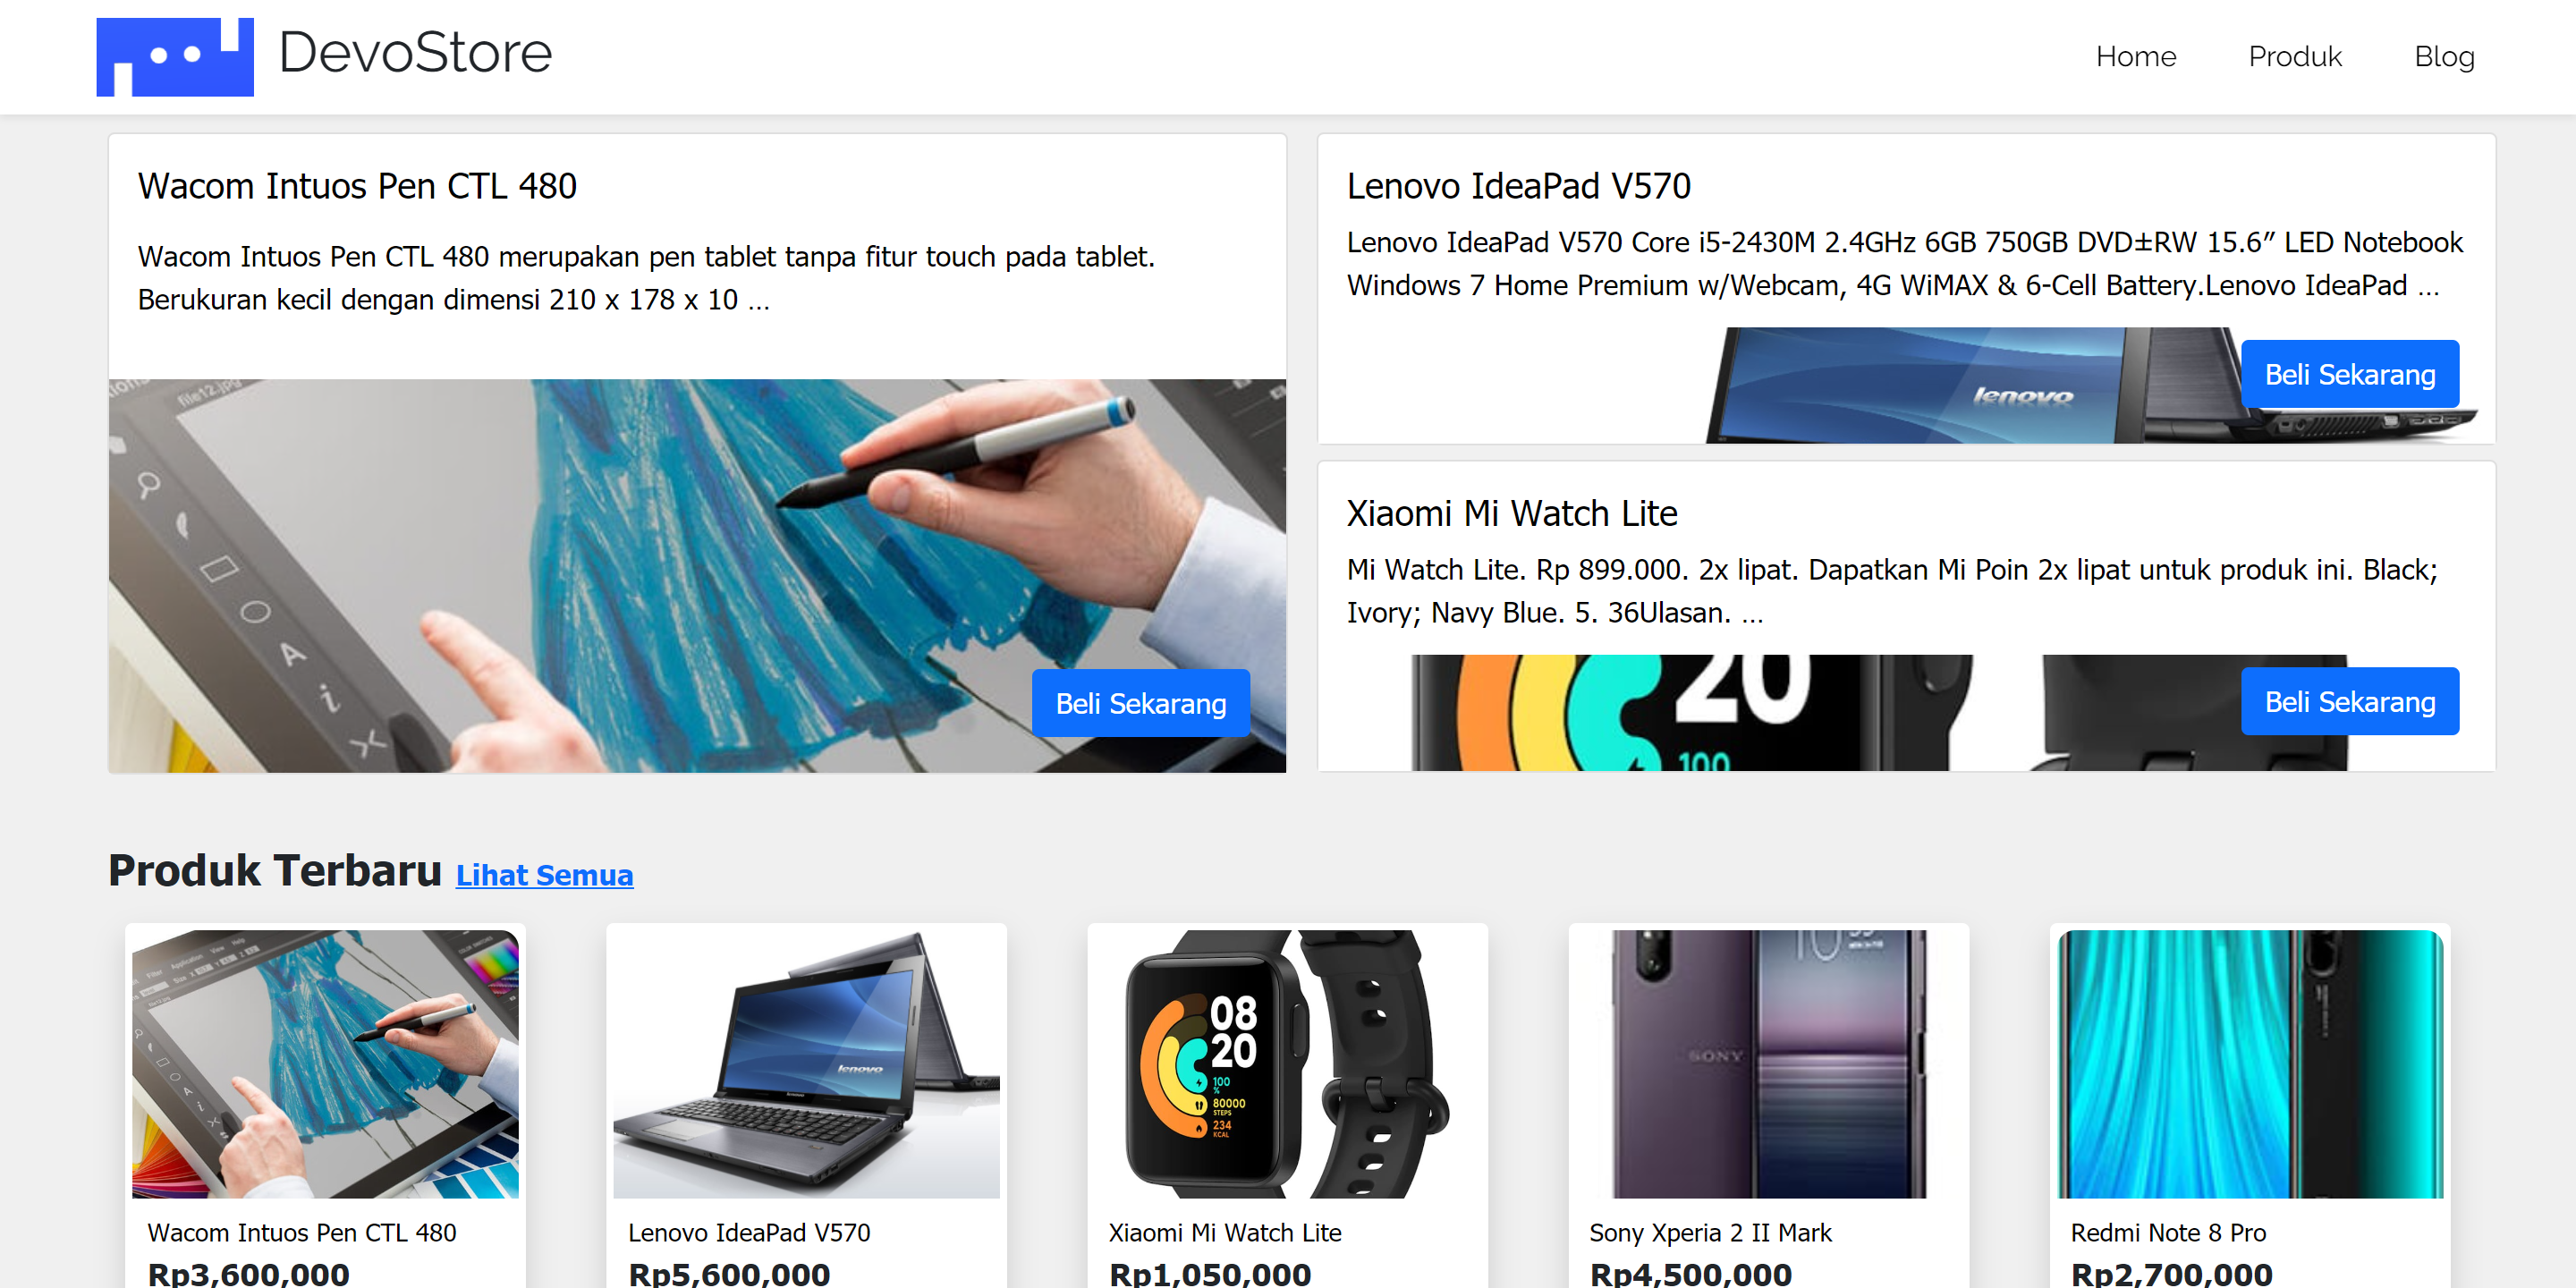 DevoStore
Home
Produk
Blog
Wacom Intuos Pen CTL 480
Wacom Intuos Pen CTL 480 merupakan pen tablet tanpa fitur touch pada tablet.
Berukuran kecil dengan dimensi 210 x 178 x 10 ...
file12.jpg
Beli Sekarang
Lenovo IdeaPad V570
Lenovo IdeaPad V570 Core i5-2430M 2.4GHz 6GB 750GB DVD±RW 15.6″ LED Notebook
Windows 7 Home Premium w/Webcam, 4G WiMAX & 6-Cell Battery.Lenovo IdeaPad ...
lenovo
Beli Sekarang
Xiaomi Mi Watch Lite
Mi Watch Lite. Rp 899.000. 2x lipat. Dapatkan Mi Poin 2x lipat untuk produk ini. Black;
Ivory; Navy Blue. 5. 36Ulasan. ...
20
100
Beli Sekarang
Produk Terbaru Lihat Semua
Filter Application View Help
lenovo
08
20
100
%
80000
STEPS
234
KCAL
SONY
Wacom Intuos Pen CTL 480
Rp3,600,000
Lenovo IdeaPad V570
Rp5,600,000
Xiaomi Mi Watch Lite
Rp1,050,000
Sony Xperia 2 II Mark
Rp4,500,000
Redmi Note 8 Pro
Rp2,700,000